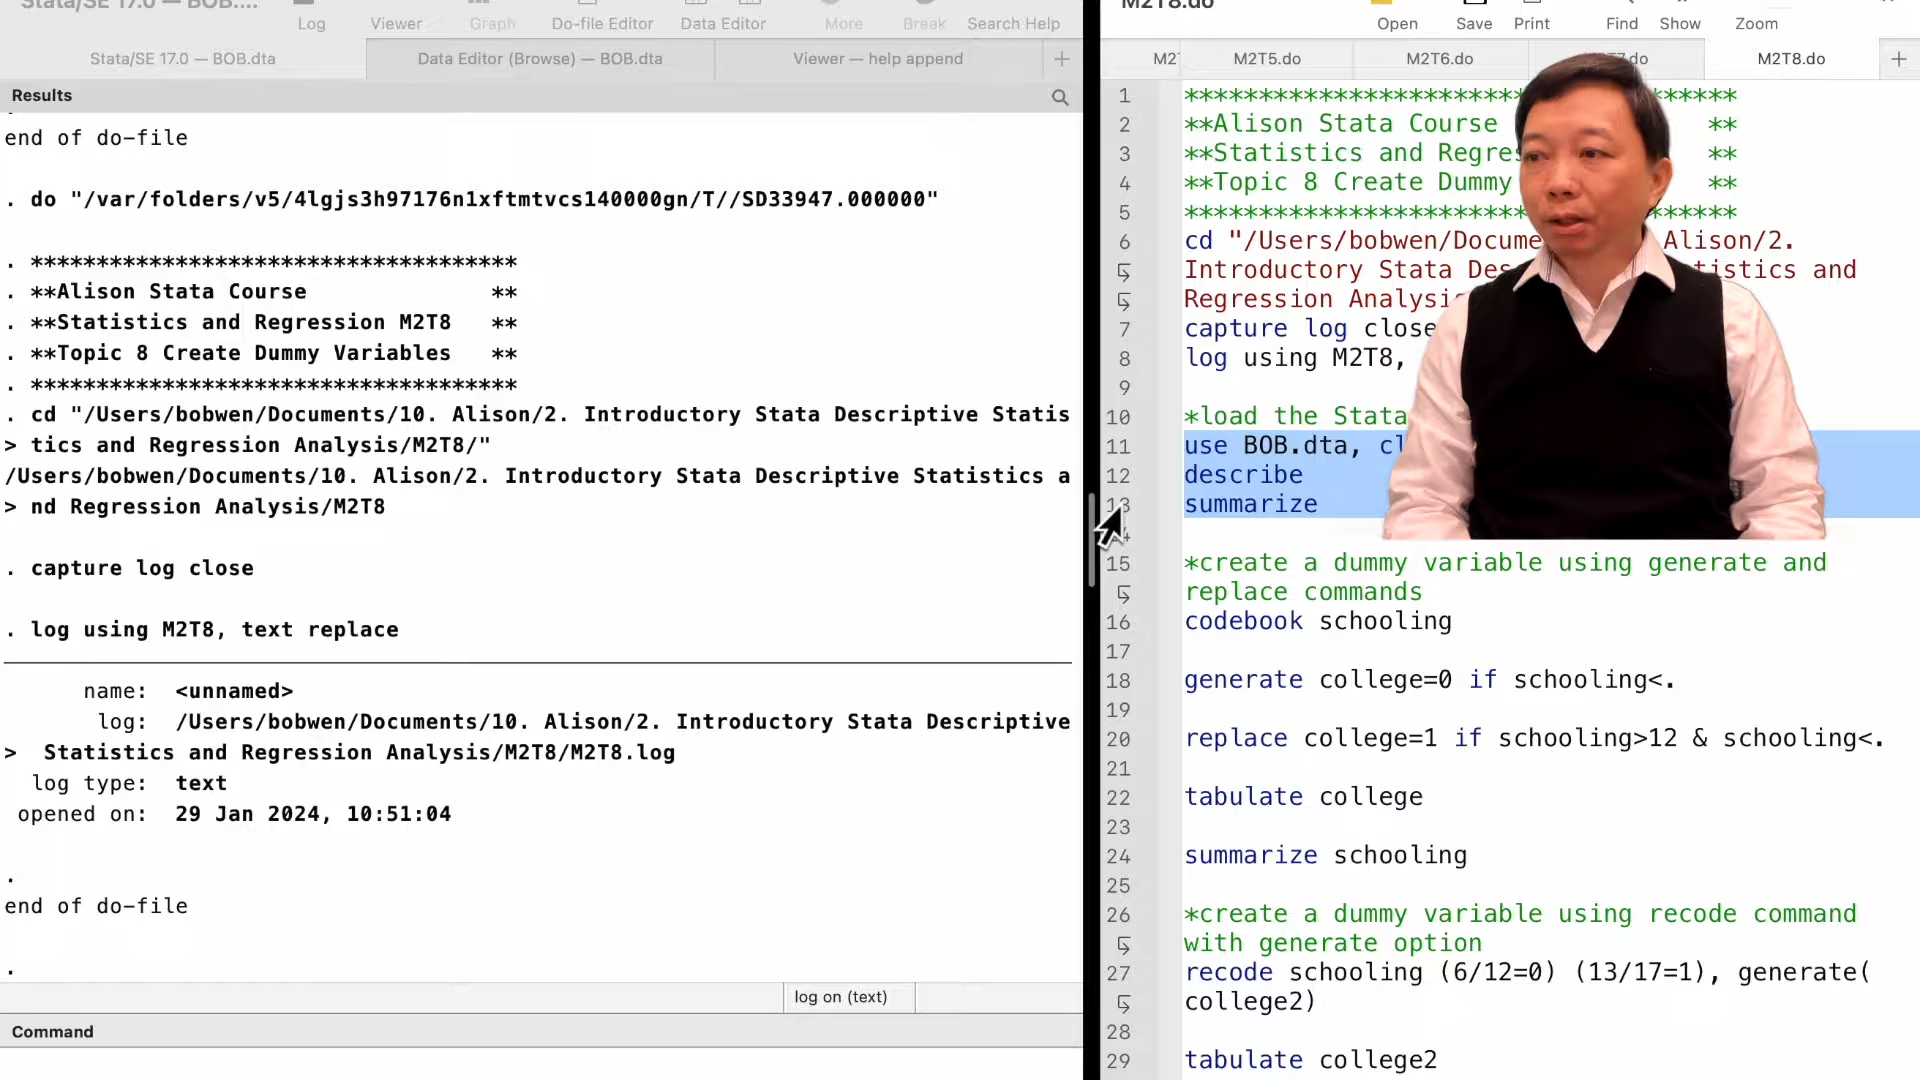 Stata/SE 17.0 — BOB....
Log
Viewer
Graph
Do-file Editor
Data Editor
More
Break
Search Help
Stata/SE 17.0 — BOB.dta
Data Editor (Browse) — BOB.dta
Viewer — help append
+
Results
end of do-file
. do "/var/folders/v5/4lgjs3h97176n1xftmtvcs140000gn/T//SD33947.000000"
. *************************************
. **Alison Stata Course              **
. **Statistics and Regression M2T8   **
. **Topic 8 Create Dummy Variables   **
. *************************************
. cd "/Users/bobwen/Documents/10. Alison/2. Introductory Stata Descriptive Statis
> tics and Regression Analysis/M2T8/"
/Users/bobwen/Documents/10. Alison/2. Introductory Stata Descriptive Statistics a
> nd Regression Analysis/M2T8
. capture log close
. log using M2T8, text replace
name:  <unnamed>
log:  /Users/bobwen/Documents/10. Alison/2. Introductory Stata Descriptive
>  Statistics and Regression Analysis/M2T8/M2T8.log
log type:  text
opened on:  29 Jan 2024, 10:51:04
.
end of do-file
.
log on (text)
Command
M2T8.do
Open
Save
Print
Find
Show
Zoom
M2T
M2T5.do
M2T6.do
7.do
M2T8.do
+
1 ***********************
******
2 **Alison Stata Course **
3 **Statistics and Regres **
4 **Topic 8 Create Dummy **
5 ***********************
******
6 cd "/Users/bobwen/Docume Alison/2.
Introductory Stata Des tistics and
Regression Analysi
7 capture log close
8 log using M2T8,
9
10 *load the Stata
11 use BOB.dta, cl
12 describe
13 summarize
15 *create a dummy variable using generate and
replace commands
16 codebook schooling
17
18 generate college=0 if schooling<.
19
20 replace college=1 if schooling>12 & schooling<.
21
22 tabulate college
23
24 summarize schooling
25
26 *create a dummy variable using recode command
with generate option
27 recode schooling (6/12=0) (13/17=1), generate(
college2)
28
29 tabulate college2